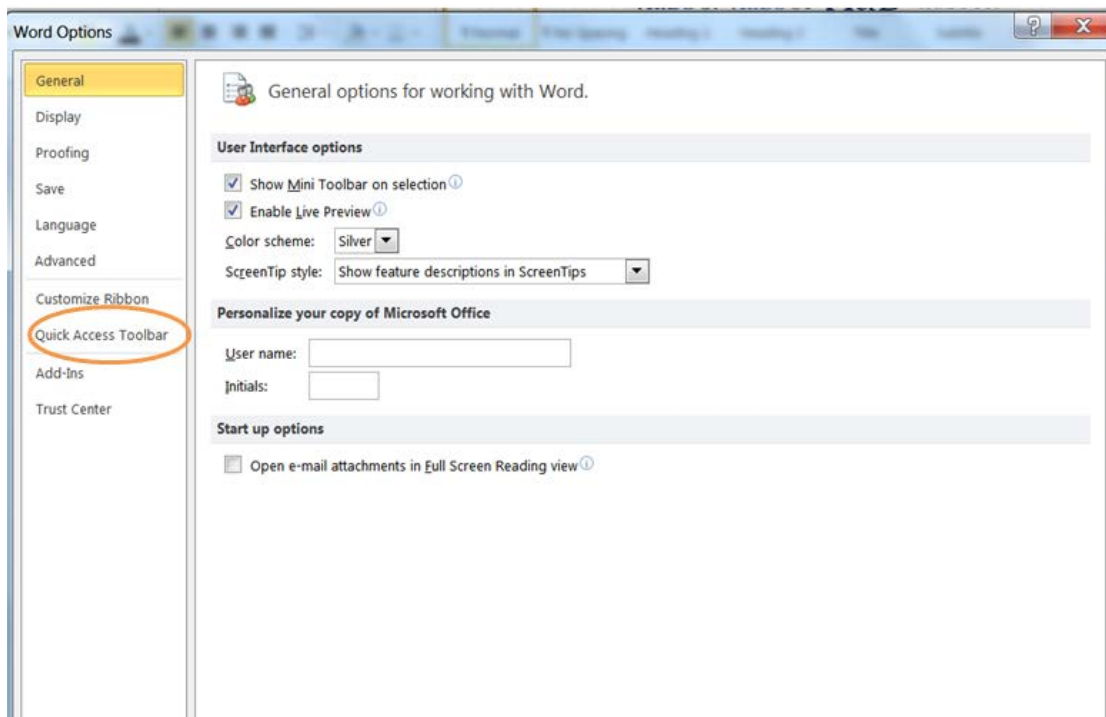 Word Options
General
Display
Proofing
Save
Language
Advanced
Customize Ribbon
Quick Access Toolbar
Add-Ins
Trust Center
General options for working with Word.
User Interface options
Show Mini Toolbar on selection
Enable Live Preview
Color scheme: Silver
ScreenTip style: Show feature descriptions in ScreenTips
Personalize your copy of Microsoft Office
User name:
Initials:
Start up options
Open e-mail attachments in Full Screen Reading view